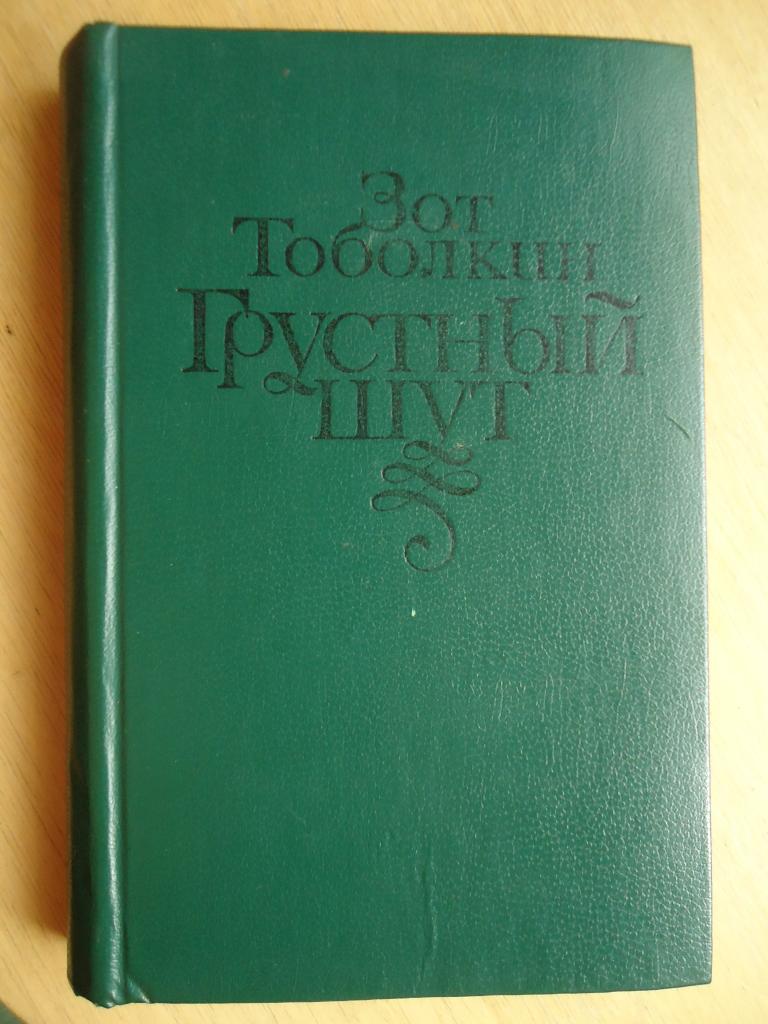 Зот
Тоболкин
Грустный
шут